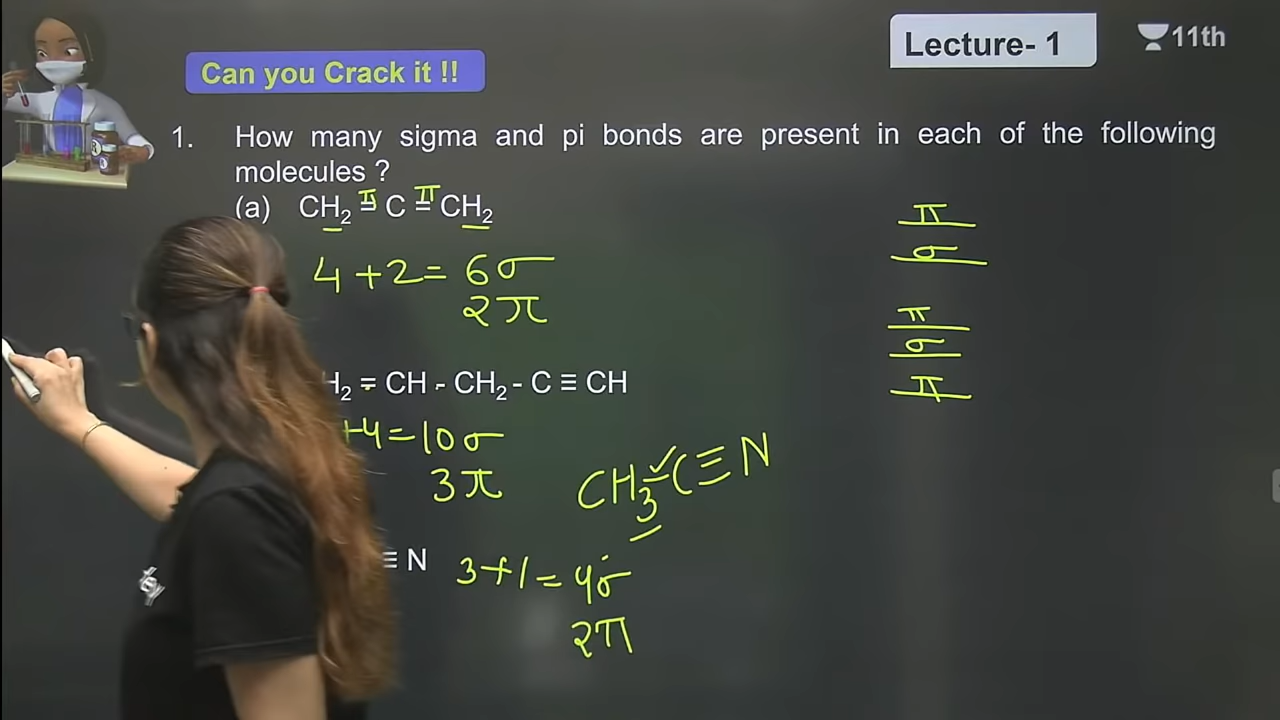 Lecture- 1
11th
Can you Crack it !!
1. How many sigma and pi bonds are present in each of the following
molecules ?
(a) CH₂ = C = CH₂
π π
4 + 2 = 6σ
2π
H₂ = CH - CH₂ - C ≡ CH
+4 = 10σ
3π
CH₃ - C ≡ N
≡ N
3 + 1 = 4σ
2π
π
σ
π
σ
π